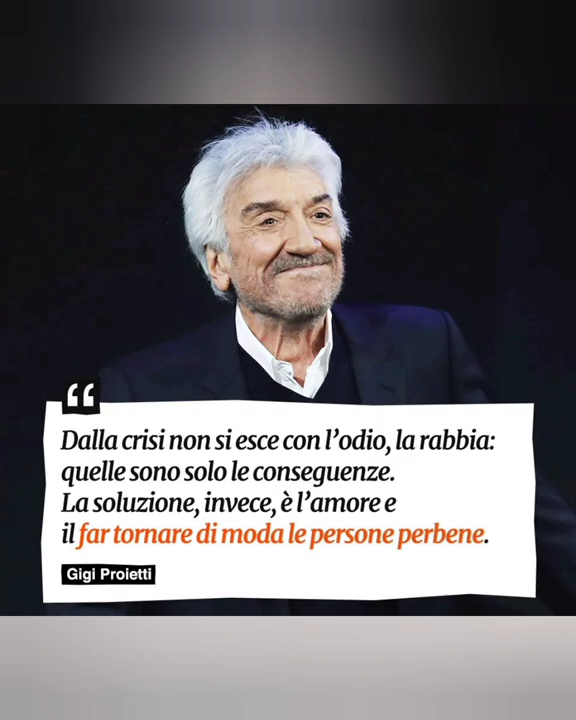 Dalla crisi non si esce con l’odio, la rabbia:
quelle sono solo le conseguenze.
La soluzione, invece, è l’amore e
il far tornare di moda le persone perbene.
Gigi Proietti